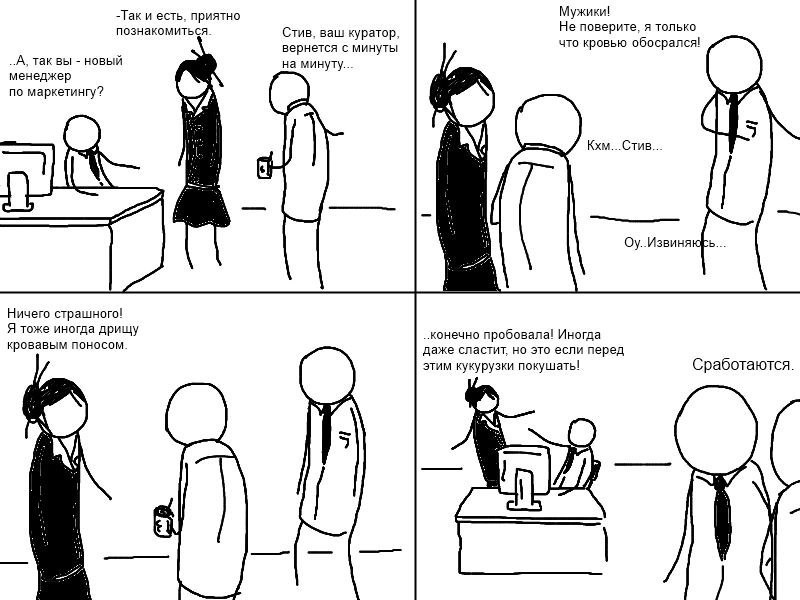 -Так и есть, приятно
познакомиться.
..А, так вы - новый
менеджер
по маркетингу?
Стив, ваш куратор,
вернется с минуты
на минуту...
Мужики!
Не поверите, я только
что кровью обосрался!
Кхм...Стив...
Оу..Извиняюсь...
Ничего страшного!
Я тоже иногда дрищу
кровавым поносом.
..конечно пробовала! Иногда
даже сластит, но это если перед
этим кукурузки покушать!
Сработаются.